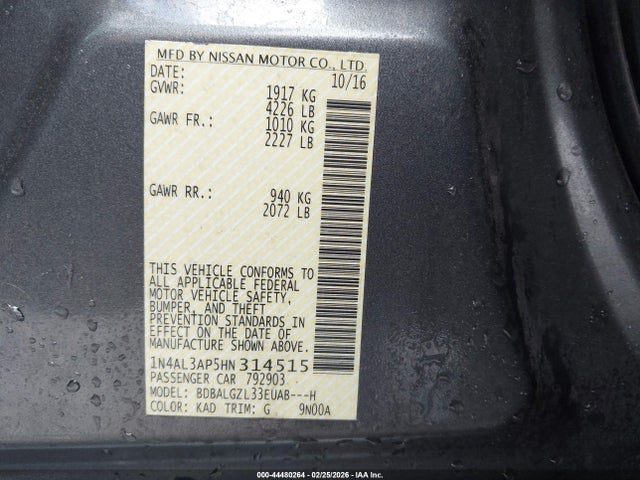 MFD BY NISSAN MOTOR CO., LTD.
DATE: 10/16
GVWR: 1917 KG
4226 LB
GAWR FR.: 1010 KG
2227 LB
GAWR RR.: 940 KG
2072 LB
THIS VEHICLE CONFORMS TO
ALL APPLICABLE FEDERAL
MOTOR VEHICLE SAFETY,
BUMPER, AND THEFT
PREVENTION STANDARDS IN
EFFECT ON THE DATE OF
MANUFACTURE SHOWN ABOVE.
1N4AL3AP5HN314515
PASSENGER CAR 792903
MODEL: BDBALGZL33EUAB---H
COLOR: KAD TRIM: G 9N00A
000-44480264 - 02/25/2026 - IAA Inc.